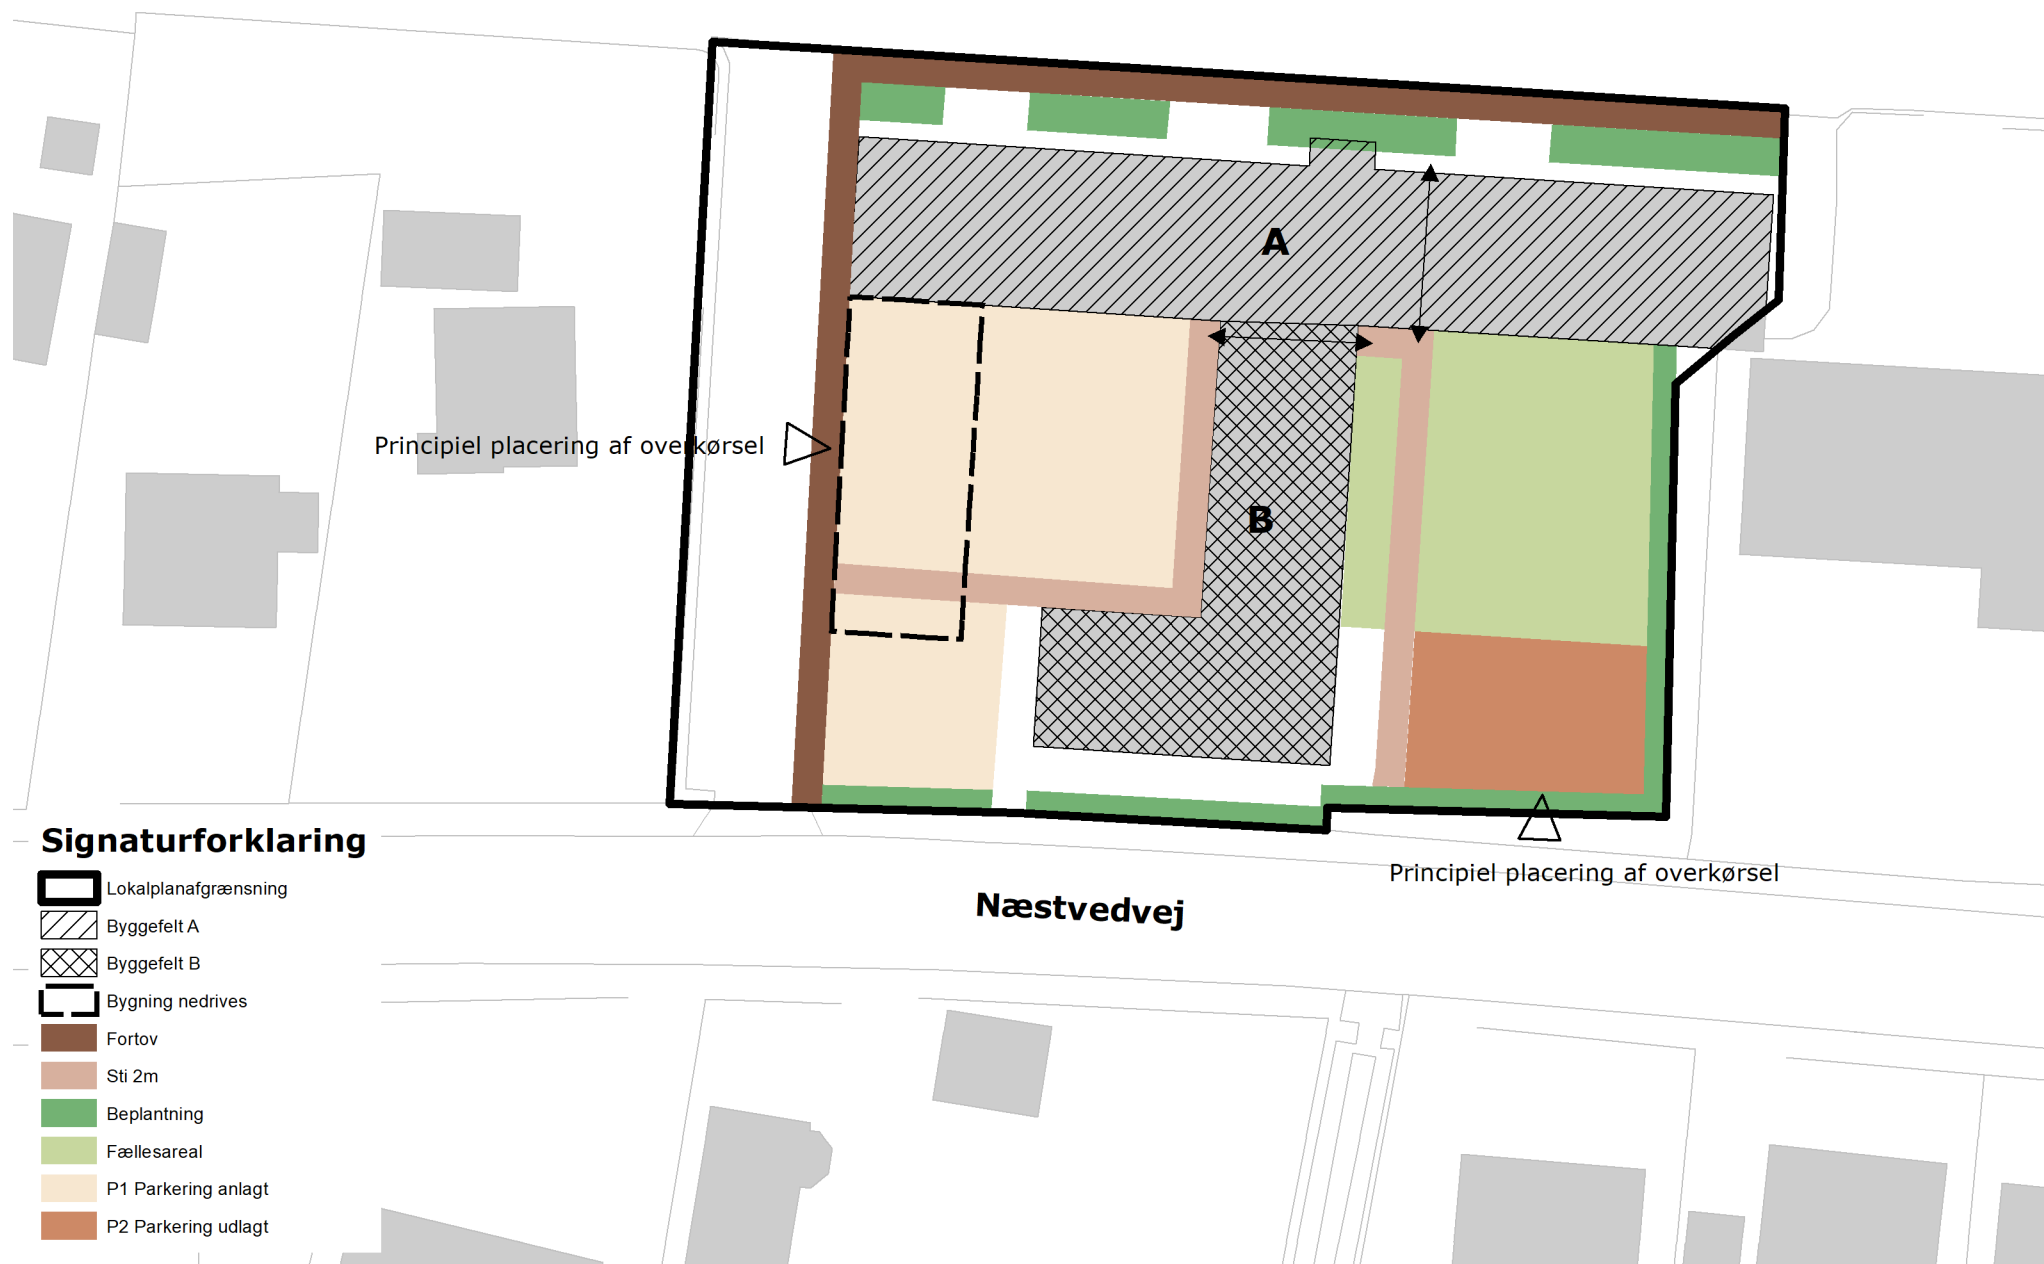 A
Principiel placering af overkørsel
B
Principiel placering af overkørsel
Næstvedvej
Signaturforklaring
Lokalplanafgrænsning
Byggefelt A
Byggefelt B
Bygning nedrives
Fortov
Sti 2m
Beplantning
Fællesareal
P1 Parkering anlagt
P2 Parkering udlagt